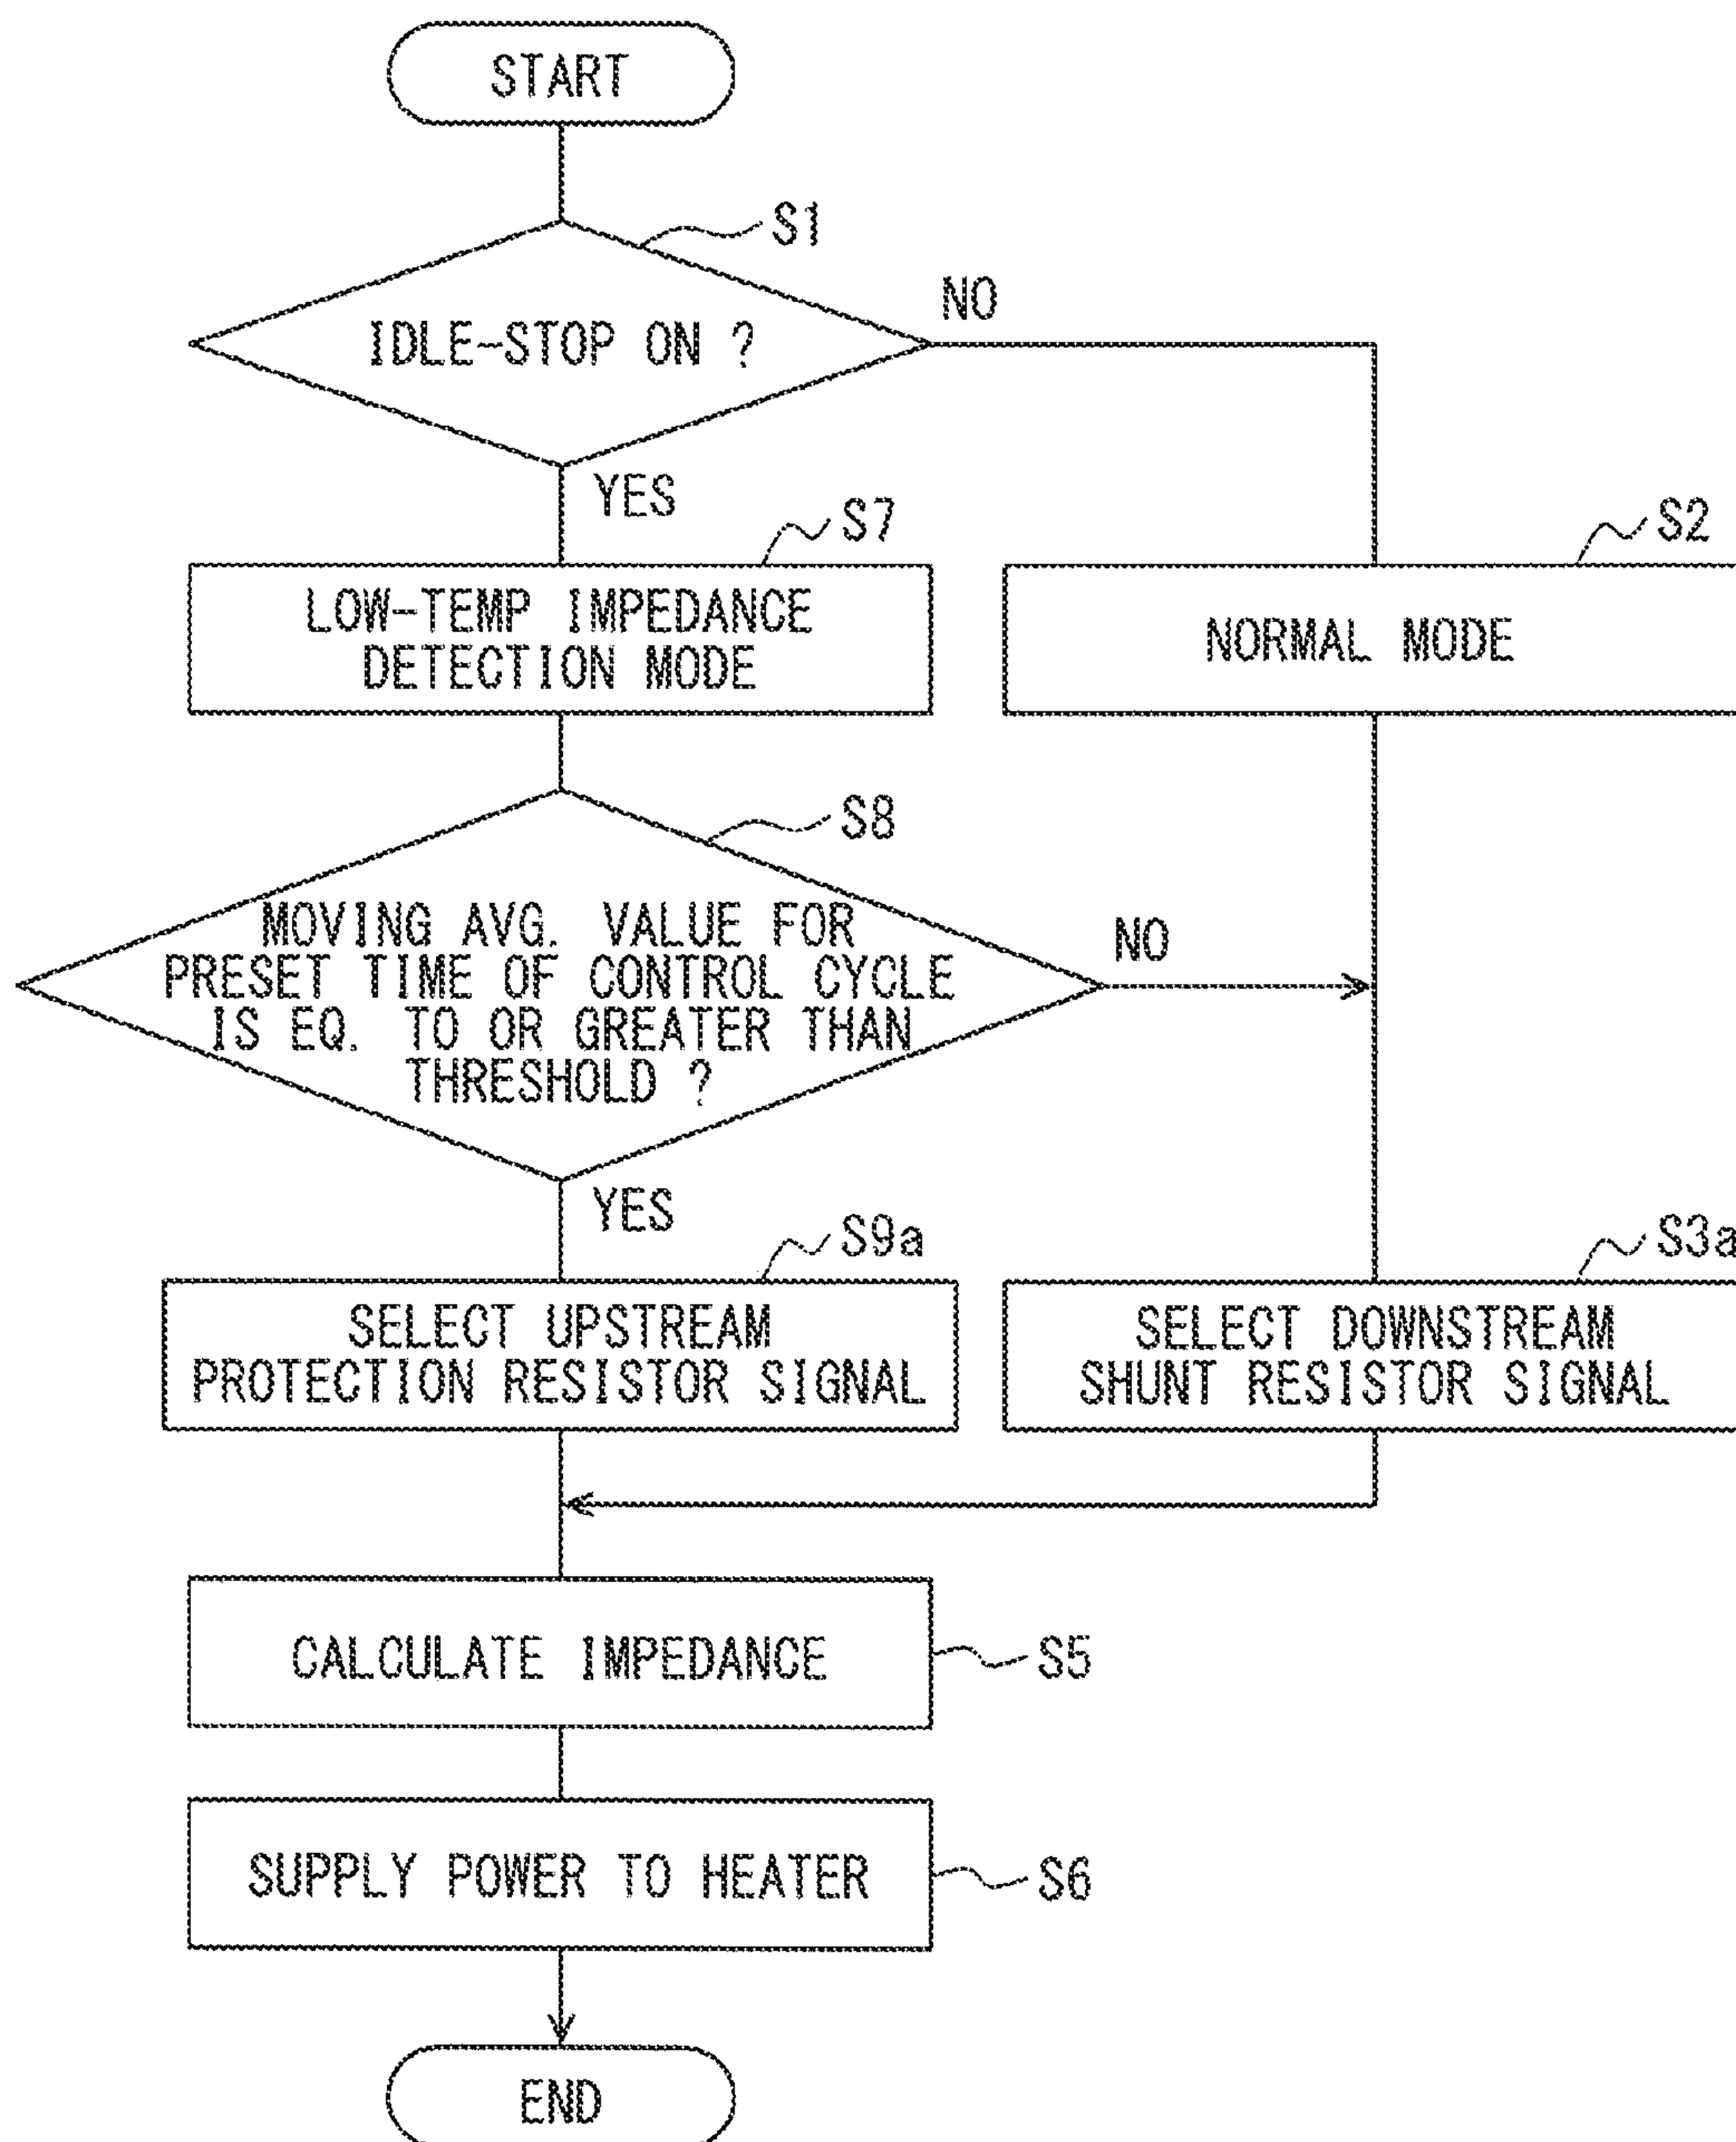 START
S1
NO
IDLE-STOP ON ?
YES
S7
S2
LOW-TEMP IMPEDANCE
DETECTION MODE
NORMAL MODE
S8
MOVING AVG. VALUE FOR
PRESET TIME OF CONTROL CYCLE
IS EQ. TO OR GREATER THAN
THRESHOLD ?
NO
YES
S9a
S3a
SELECT UPSTREAM
PROTECTION RESISTOR SIGNAL
SELECT DOWNSTREAM
SHUNT RESISTOR SIGNAL
CALCULATE IMPEDANCE
S5
SUPPLY POWER TO HEATER
S6
END